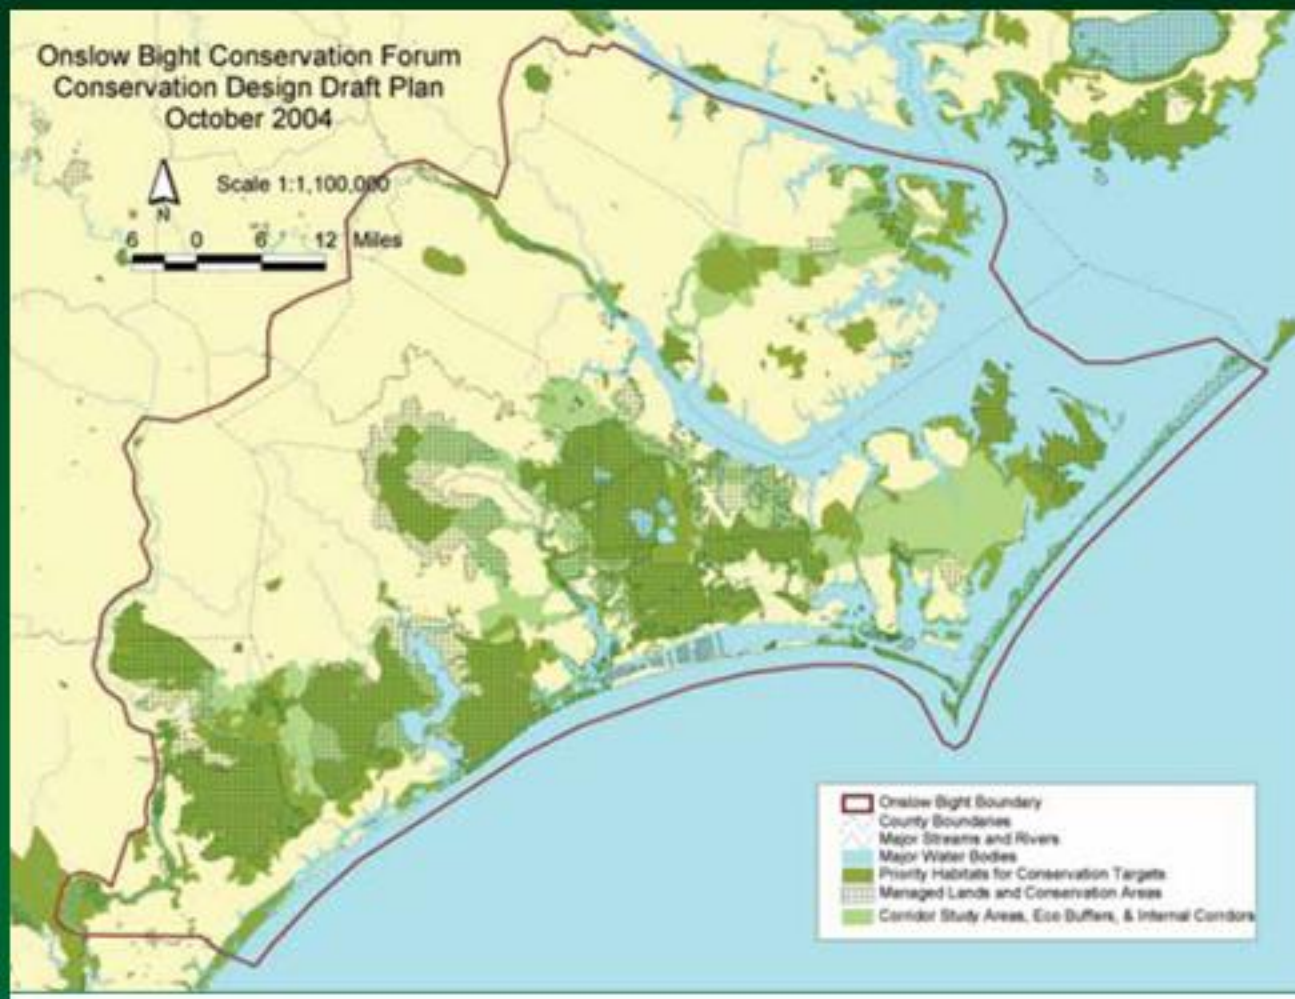 Onslow Bight Conservation Forum
Conservation Design Draft Plan
October 2004
Scale 1:1,100,000
N
6 0 6 12 Miles
Onslow Bight Boundary
County Boundaries
Major Streams and Rivers
Major Water Bodies
Priority Habitats for Conservation Targets
Managed Lands and Conservation Areas
Corridor Study Areas, Eco Buffers, & Internal Corridors